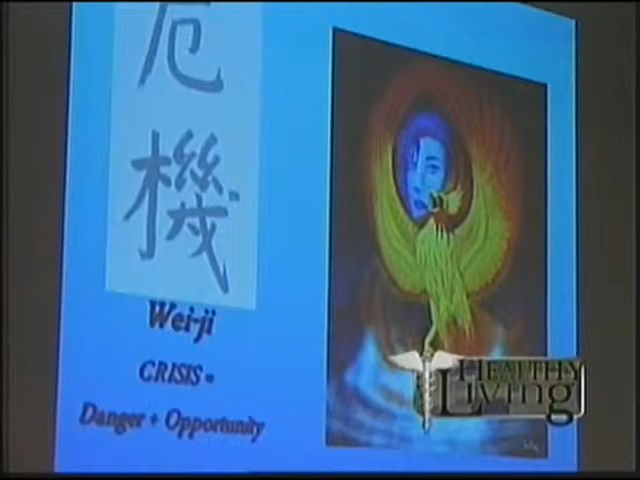 危
機
Wei-ji
CRISIS =
Danger + Opportunity
HEALTHY
LIVING